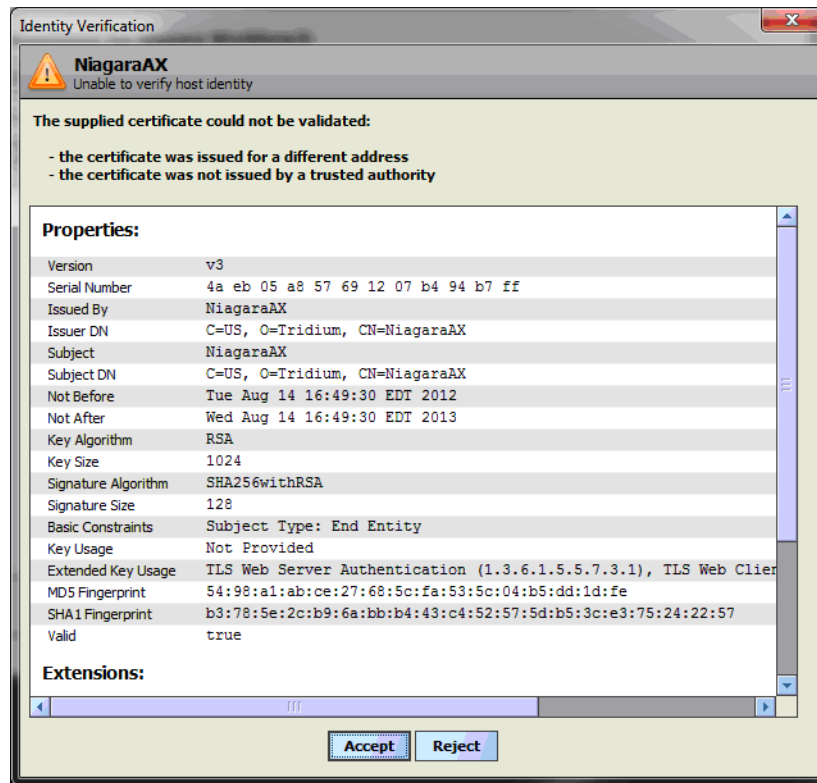 Identity Verification
NiagaraAX
Unable to verify host identity
The supplied certificate could not be validated:
- the certificate was issued for a different address
- the certificate was not issued by a trusted authority
Properties:
Version v3
Serial Number 4a eb 05 a8 57 69 12 07 b4 94 b7 ff
Issued By NiagaraAX
Issuer DN C=US, O=Tridium, CN=NiagaraAX
Subject NiagaraAX
Subject DN C=US, O=Tridium, CN=NiagaraAX
Not Before Tue Aug 14 16:49:30 EDT 2012
Not After Wed Aug 14 16:49:30 EDT 2013
Key Algorithm RSA
Key Size 1024
Signature Algorithm SHA256withRSA
Signature Size 128
Basic Constraints Subject Type: End Entity
Key Usage Not Provided
Extended Key Usage TLS Web Server Authentication (1.3.6.1.5.5.7.3.1), TLS Web Clien
MD5 Fingerprint 54:98:a1:ab:ce:27:68:5c:fa:53:5c:04:b5:dd:1d:fe
SHA1 Fingerprint b3:78:5e:2c:b9:6a:bb:b4:43:c4:52:57:5d:b5:3c:e3:75:24:22:57
Valid true
Extensions:
Accept Reject